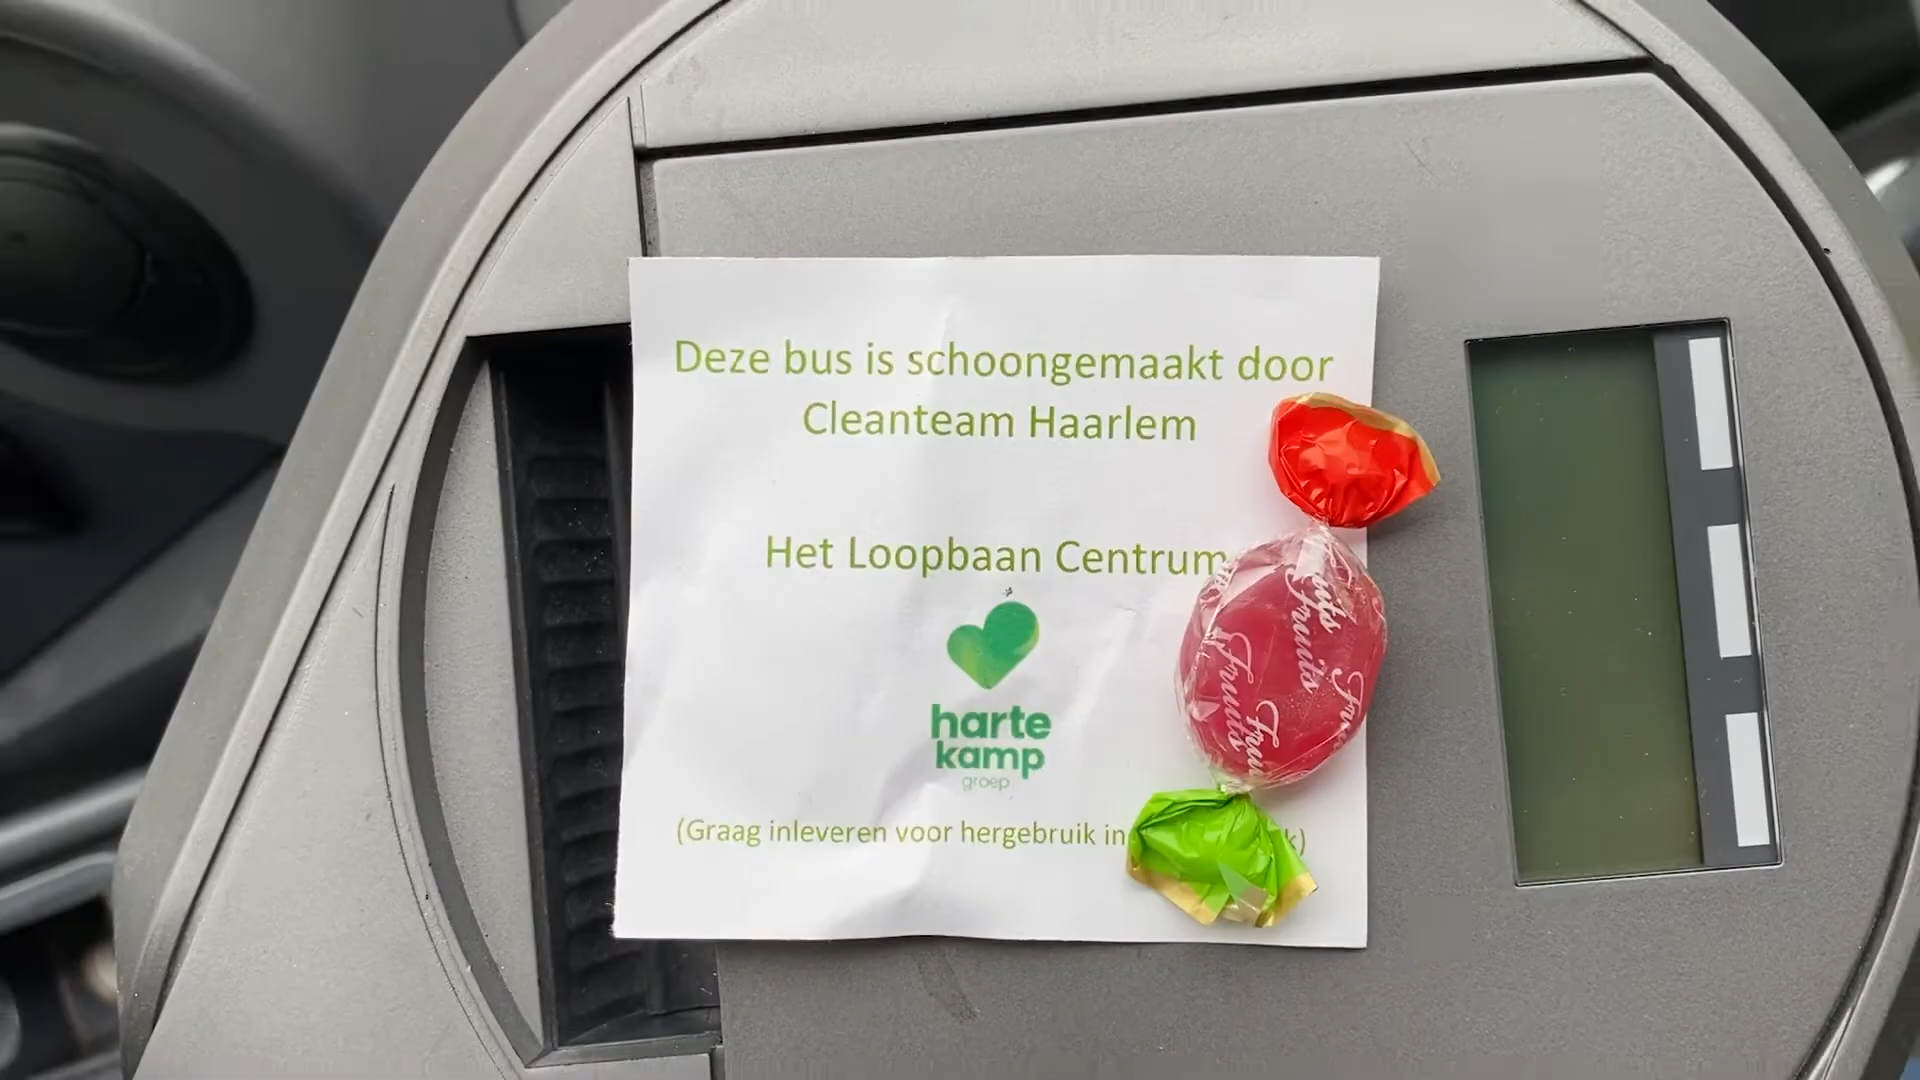 Deze bus is schoongemaakt door
Cleanteam Haarlem
Het Loopbaan Centrum
harte
kamp
groep
(Graag inleveren voor hergebruik in
Fruits
Fruits
Fruits